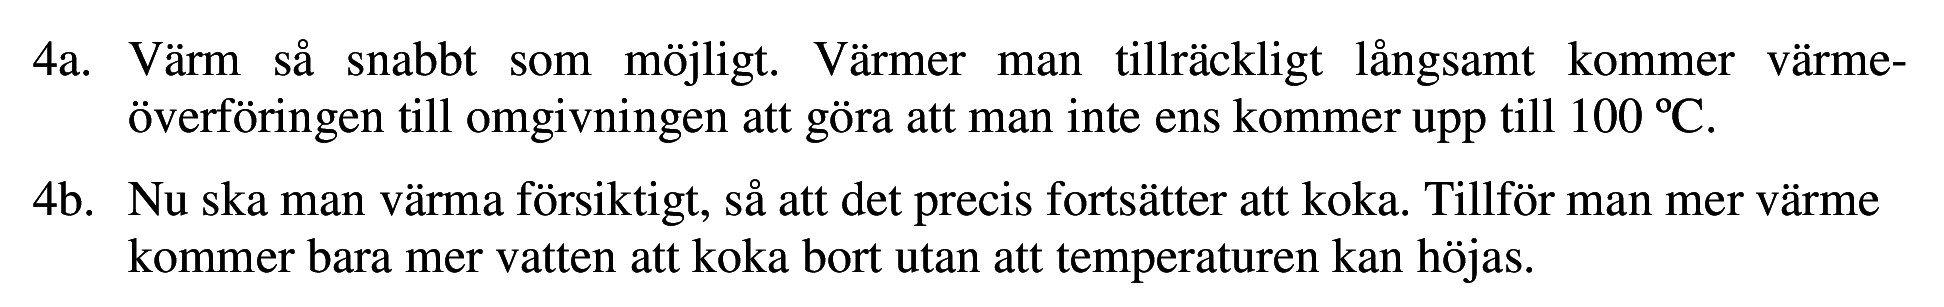 4a. Värm så snabbt som möjligt. Värmer man tillräckligt långsamt kommer värme-
överföringen till omgivningen att göra att man inte ens kommer upp till 100 ºC.
4b. Nu ska man värma försiktigt, så att det precis fortsätter att koka. Tillför man mer värme
kommer bara mer vatten att koka bort utan att temperaturen kan höjas.